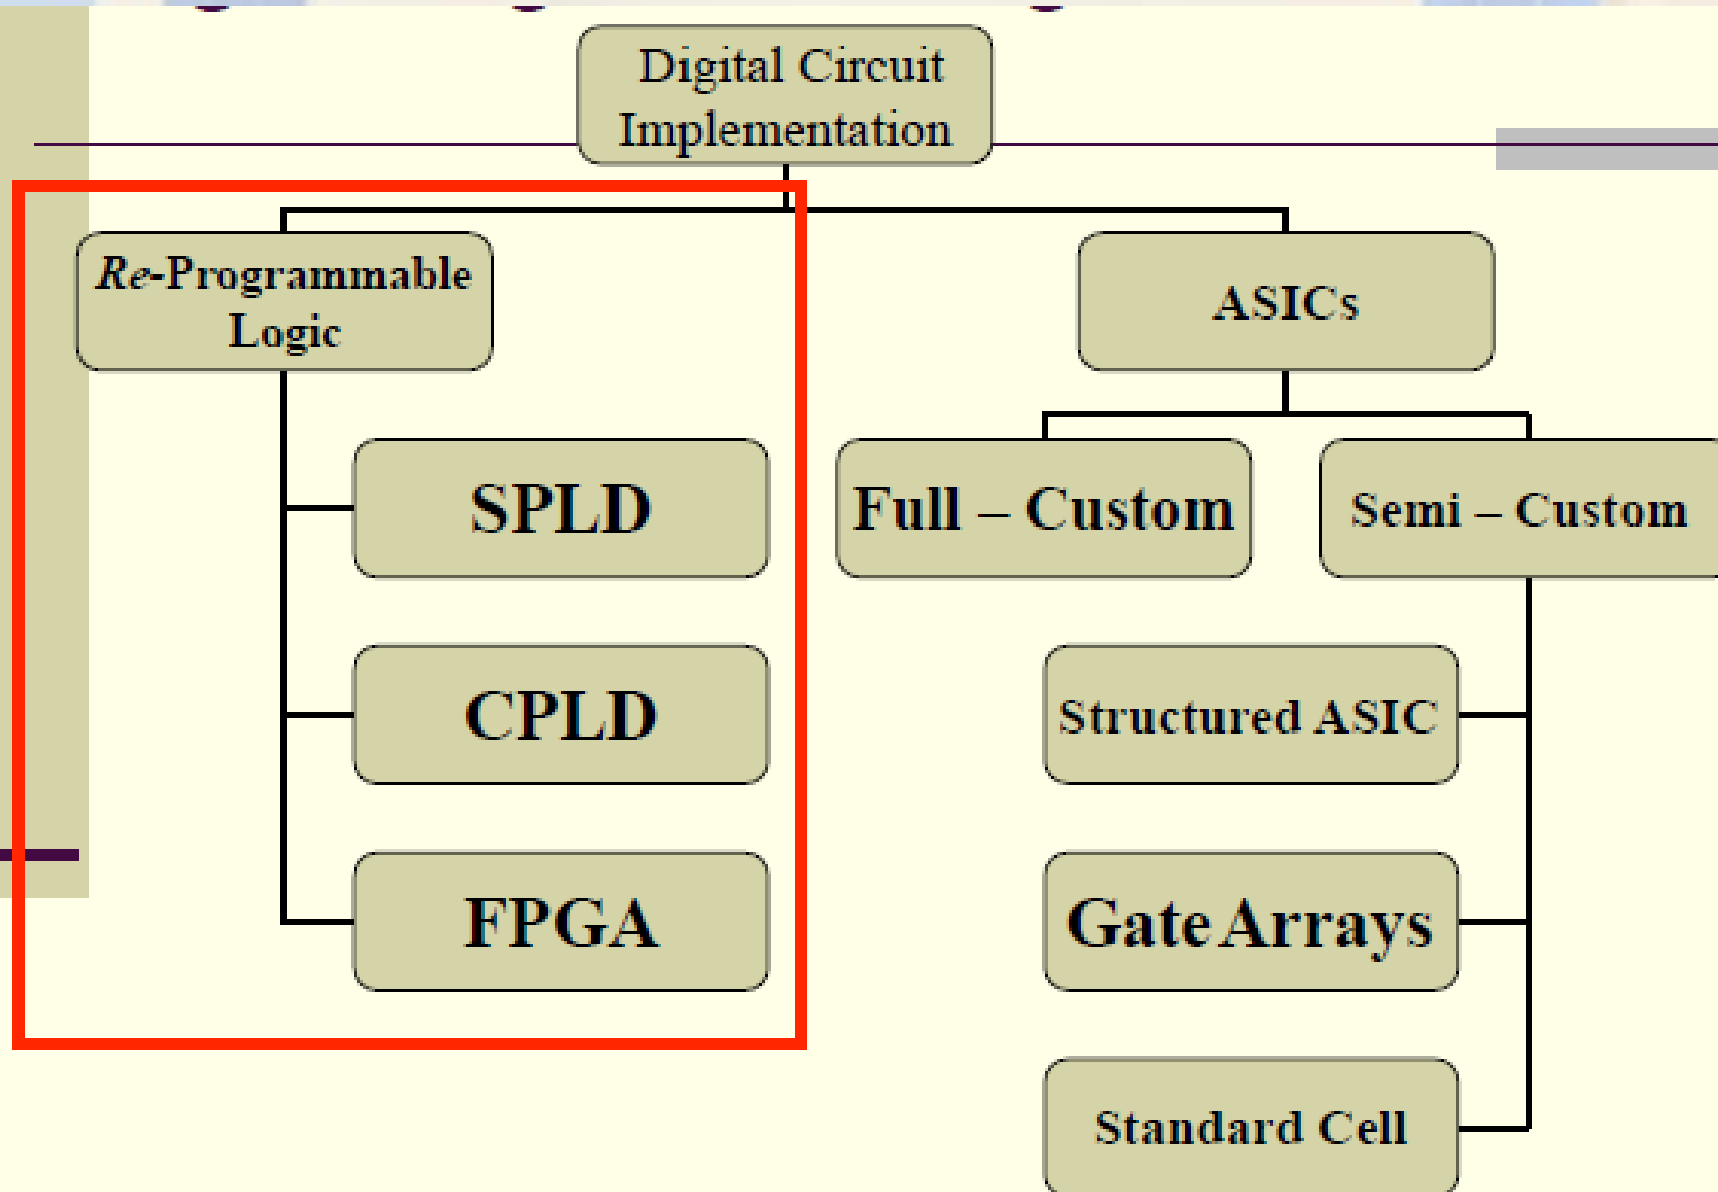 Digital Circuit
Implementation
Re-Programmable
Logic
ASICs
SPLD
Full – Custom
Semi – Custom
CPLD
Structured ASIC
FPGA
Gate Arrays
Standard Cell